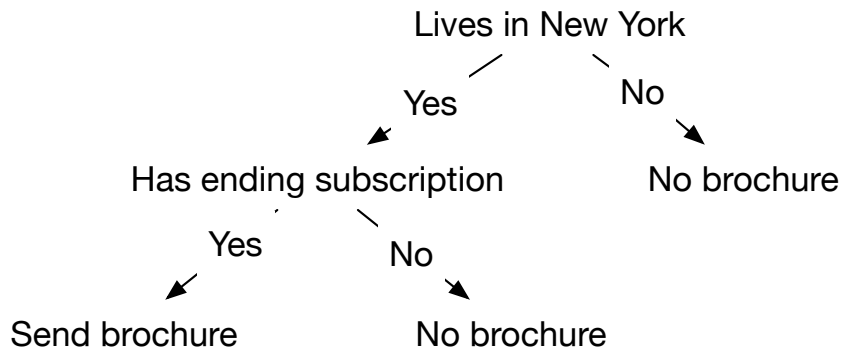 Lives in New York
Yes
No
Has ending subscription
No brochure
Yes
No
Send brochure
No brochure